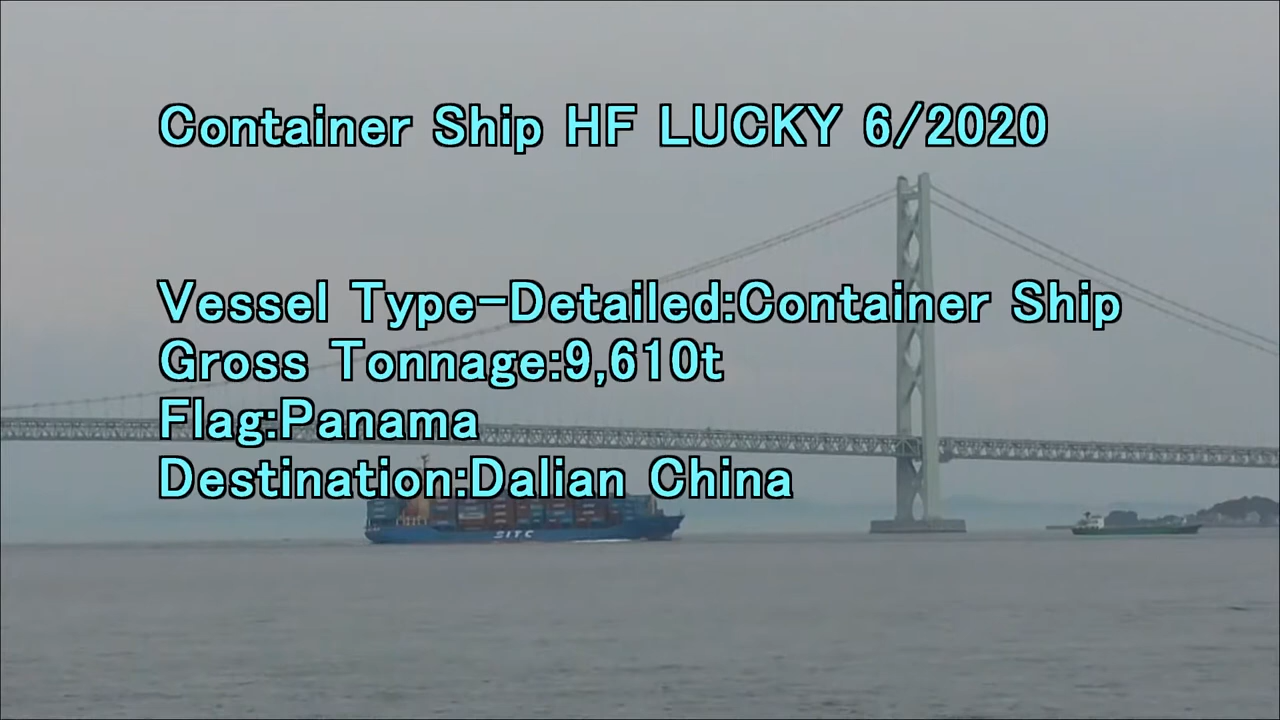 Container Ship HF LUCKY 6/2020
Vessel Type-Detailed:Container Ship
Gross Tonnage:9,610t
Flag:Panama
Destination:Dalian China
SITC